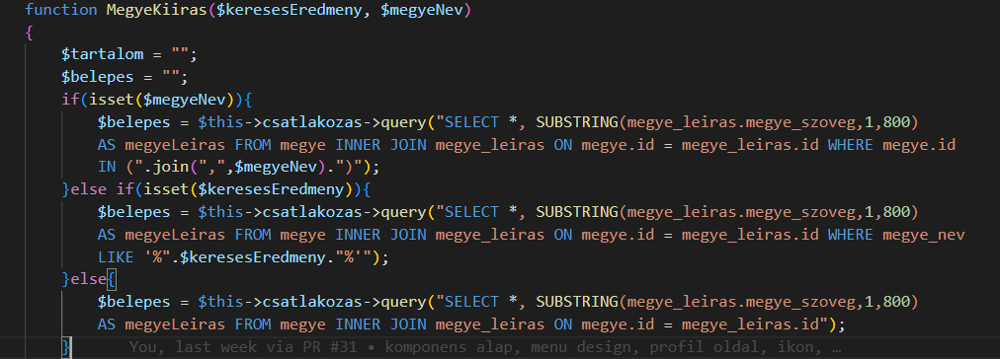 function MegyeKiiras($keresesEredmeny, $megyeNev)
{
$tartalom = "";
$belepes = "";
if(isset($megyeNev)){
$belepes = $this->csatlakozas->query("SELECT *, SUBSTRING(megye_leiras.megye_szoveg,1,800)
AS megyeLeiras FROM megye INNER JOIN megye_leiras ON megye.id = megye_leiras.id WHERE megye.id
IN (".join(",",$megyeNev).")");
}else if(isset($keresesEredmeny)){
$belepes = $this->csatlakozas->query("SELECT *, SUBSTRING(megye_leiras.megye_szoveg,1,800)
AS megyeLeiras FROM megye INNER JOIN megye_leiras ON megye.id = megye_leiras.id WHERE megye_nev
LIKE '%".$keresesEredmeny."%'");
}else{
$belepes = $this->csatlakozas->query("SELECT *, SUBSTRING(megye_leiras.megye_szoveg,1,800)
AS megyeLeiras FROM megye INNER JOIN megye_leiras ON megye.id = megye_leiras.id");
} You, last week via PR #31 • komponens alap, menu design, profil oldal, ikon, …